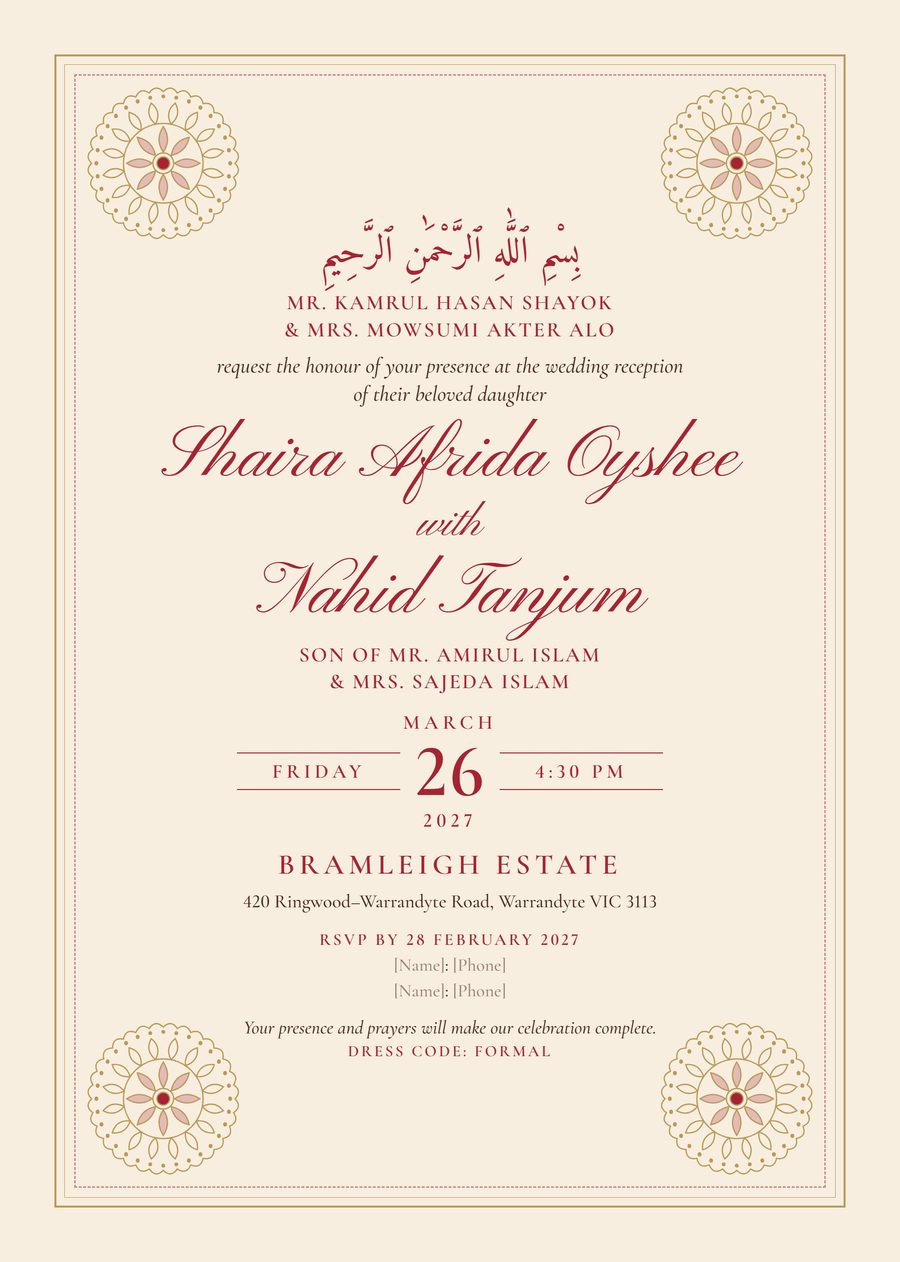 بِسْمِ ٱللَّٰهِ ٱلرَّحْمَٰنِ ٱلرَّحِيمِ
MR. KAMRUL HASAN SHAYOK
& MRS. MOWSUMI AKTER ALO
request the honour of your presence at the wedding reception
of their beloved daughter
Shaira Afrida Oyshee
with
Nahid Tanjum
SON OF MR. AMIRUL ISLAM
& MRS. SAJEDA ISLAM
MARCH
FRIDAY 26 4:30 PM
2027
BRAMLEIGH ESTATE
420 Ringwood–Warrandyte Road, Warrandyte VIC 3113
RSVP BY 28 FEBRUARY 2027
[Name]: [Phone]
[Name]: [Phone]
Your presence and prayers will make our celebration complete.
DRESS CODE: FORMAL